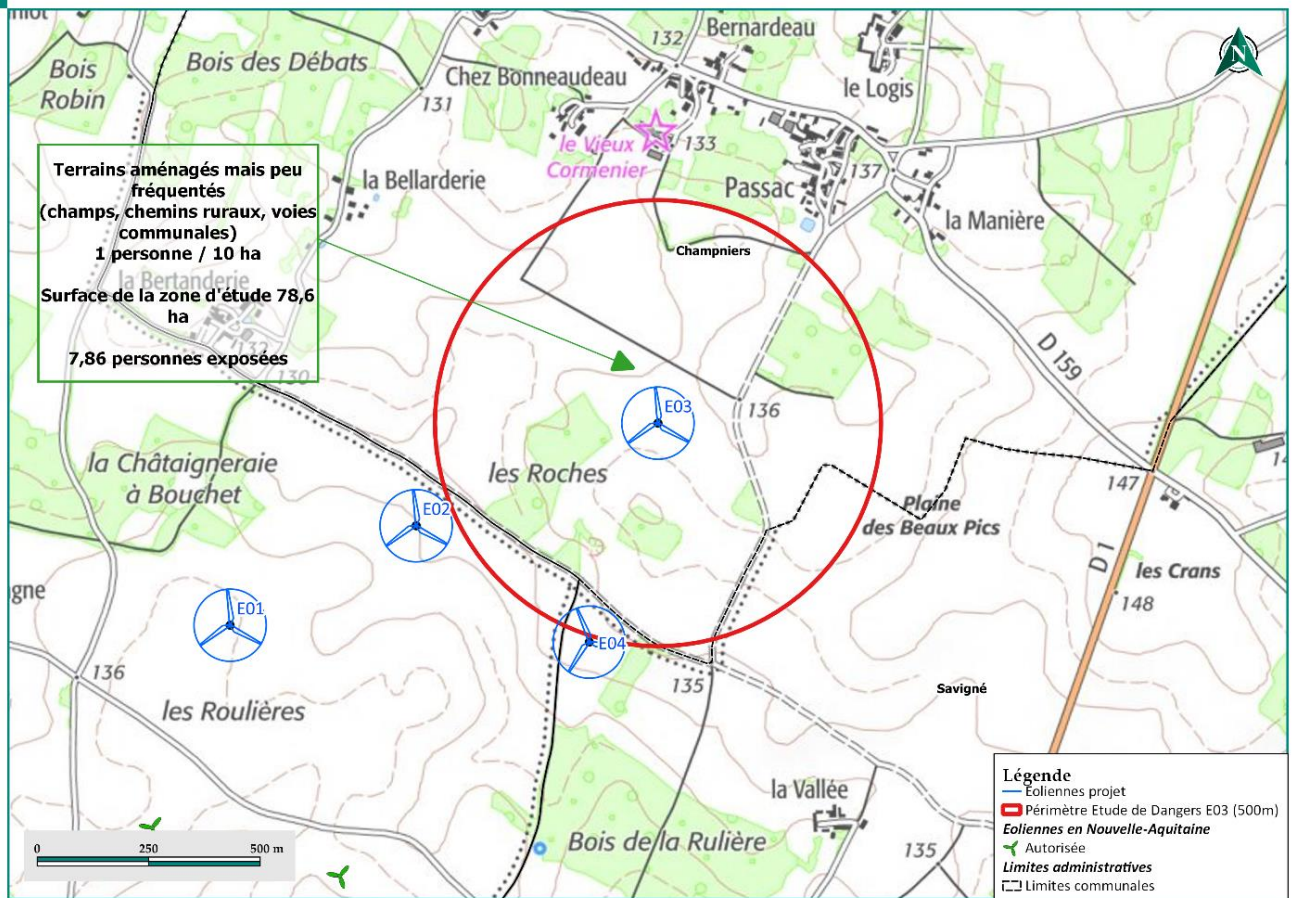 Bernardeau
132
Bois des Débats
Bois
Robin
Chez Bonneaudeau
le Logis
131
N
le Vieux
Cormenier
133
Terrains aménagés mais peu
fréquentés
(champs, chemins ruraux, voies
communales)
1 personne / 10 ha
Surface de la zone d'étude 78,6
ha
7,86 personnes exposées
la Bellarderie
Passac
137
la Manière
Champniers
la Bertanderie
132
130
D 159
E03
136
la Châtaigneraie
à Bouchet
les Roches
147
E02
Plaine
des Beaux Pics
D 1
les Crans
148
E01
E04
136
135
Savigné
les Roulières
la Vallée
Bois de la Rulière
135
0
250
500 m
Légende
Eoliennes projet
Périmètre Etude de Dangers E03 (500m)
Eoliennes en Nouvelle-Aquitaine
Autorisée
Limites administratives
Limites communales